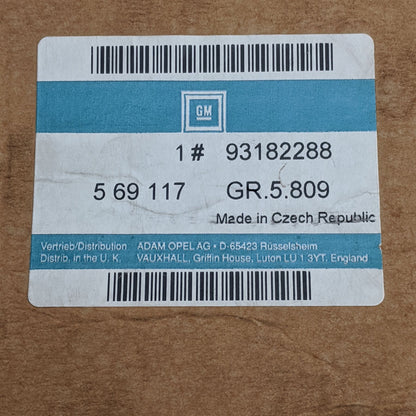 GM
1# 93182288
5 69 117 GR.5.809
Made in Czech Republic
Vertrieb/Distribution ADAM OPEL AG • D-65423 Rüsselsheim
Distrib. in the U. K. VAUXHALL, Griffin House, Luton LU 1 3YT. England